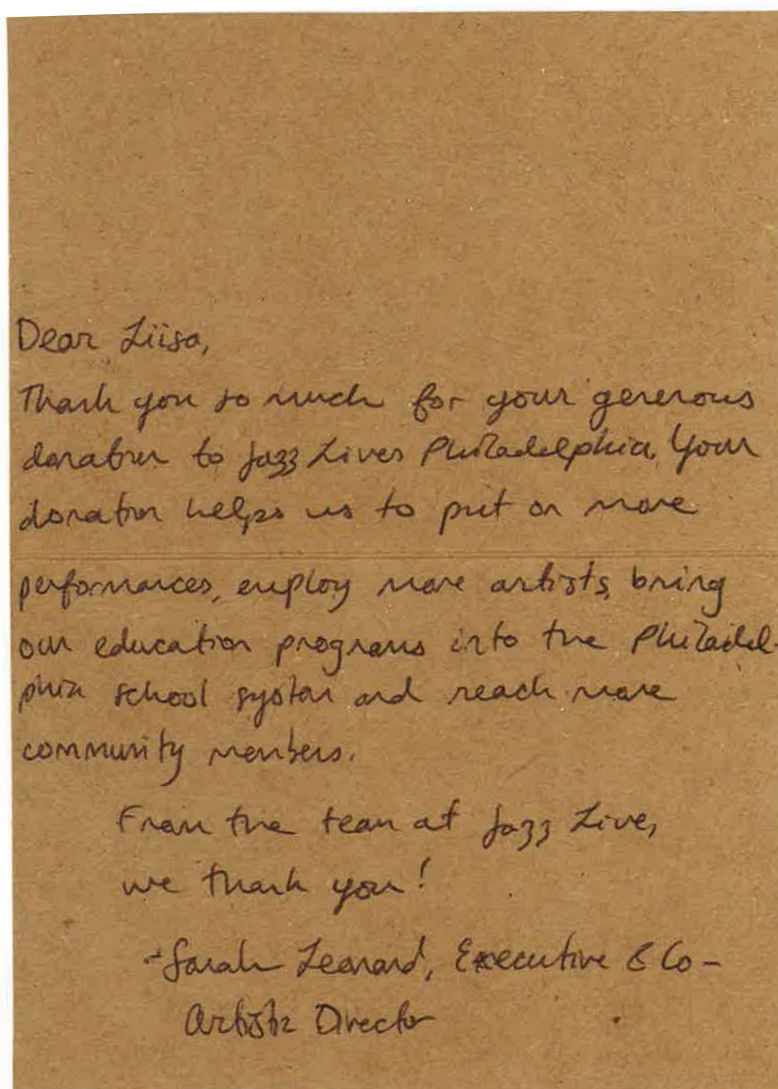 Dear Liisa,
Thank you so much for your generous
donation to Jazz Lives Philadelphia. Your
donation helps us to put on more
performances, employ more artists, bring
our education programs into the Philadel-
phia school system and reach more
community members.
From the team at Jazz Live,
we thank you!
-Sarah Leonard, Executive & Co-
Artistic Director